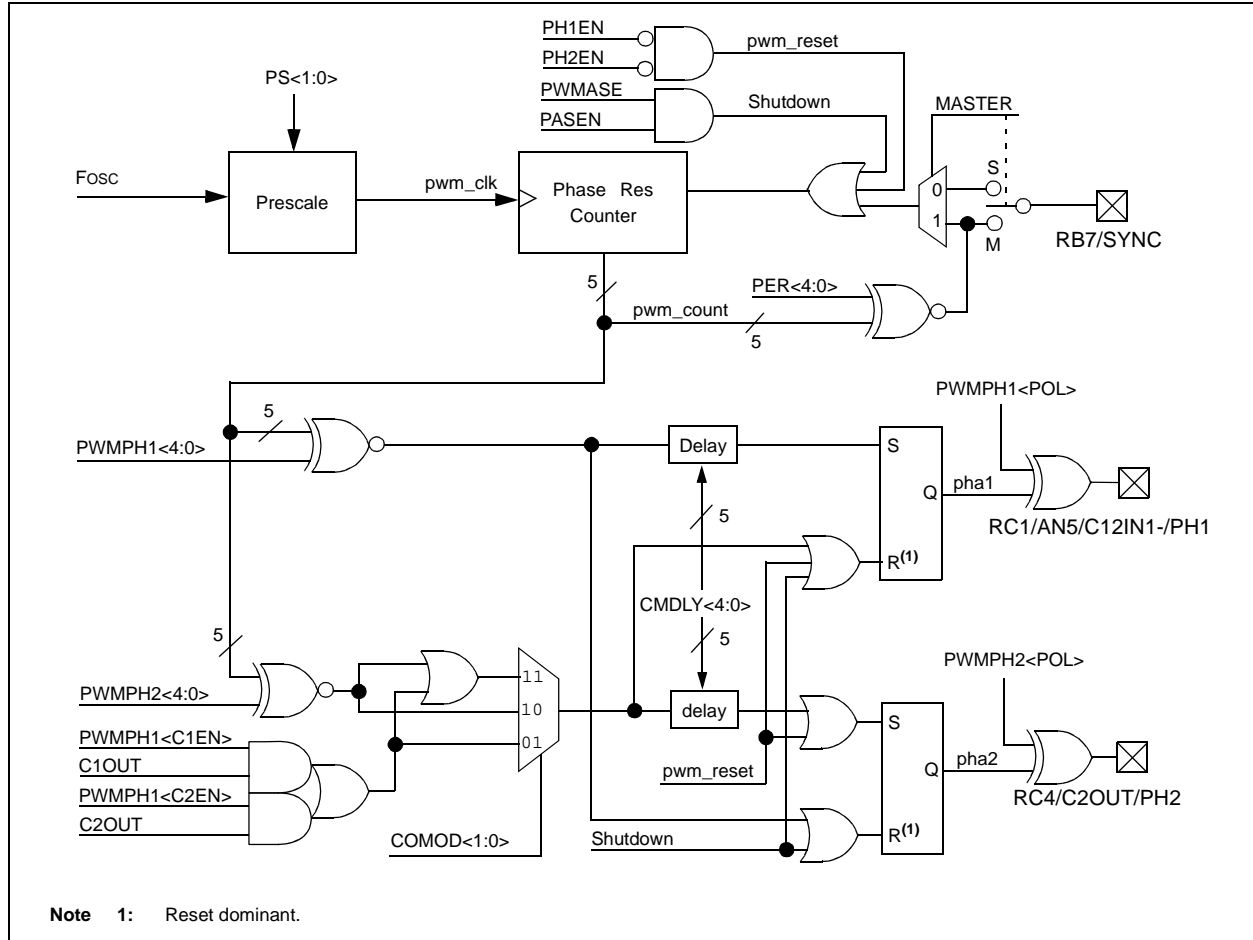 PH1EN
pwm_reset
PH2EN
PS<1:0>
PWMASE
Shutdown
MASTER
PASEN
FOSC
S
Prescale
pwm_clk
Phase Res
Counter
0
1
M
RB7/SYNC
5
PER<4:0>
pwm_count
5
PWMPH1<POL>
5
PWMPH1<4:0>
Delay
S
Q
pha1
5
RC1/AN5/C12IN1-/PH1
R(1)
CMDLY<4:0>
5
5
PWMPH2<POL>
11
PWMPH2<4:0>
10
delay
S
PWMPH1<C1EN>
01
C1OUT
pwm_reset
Q
pha2
PWMPH1<C2EN>
RC4/C2OUT/PH2
C2OUT
COMOD<1:0>
Shutdown
R(1)
Note 1: Reset dominant.